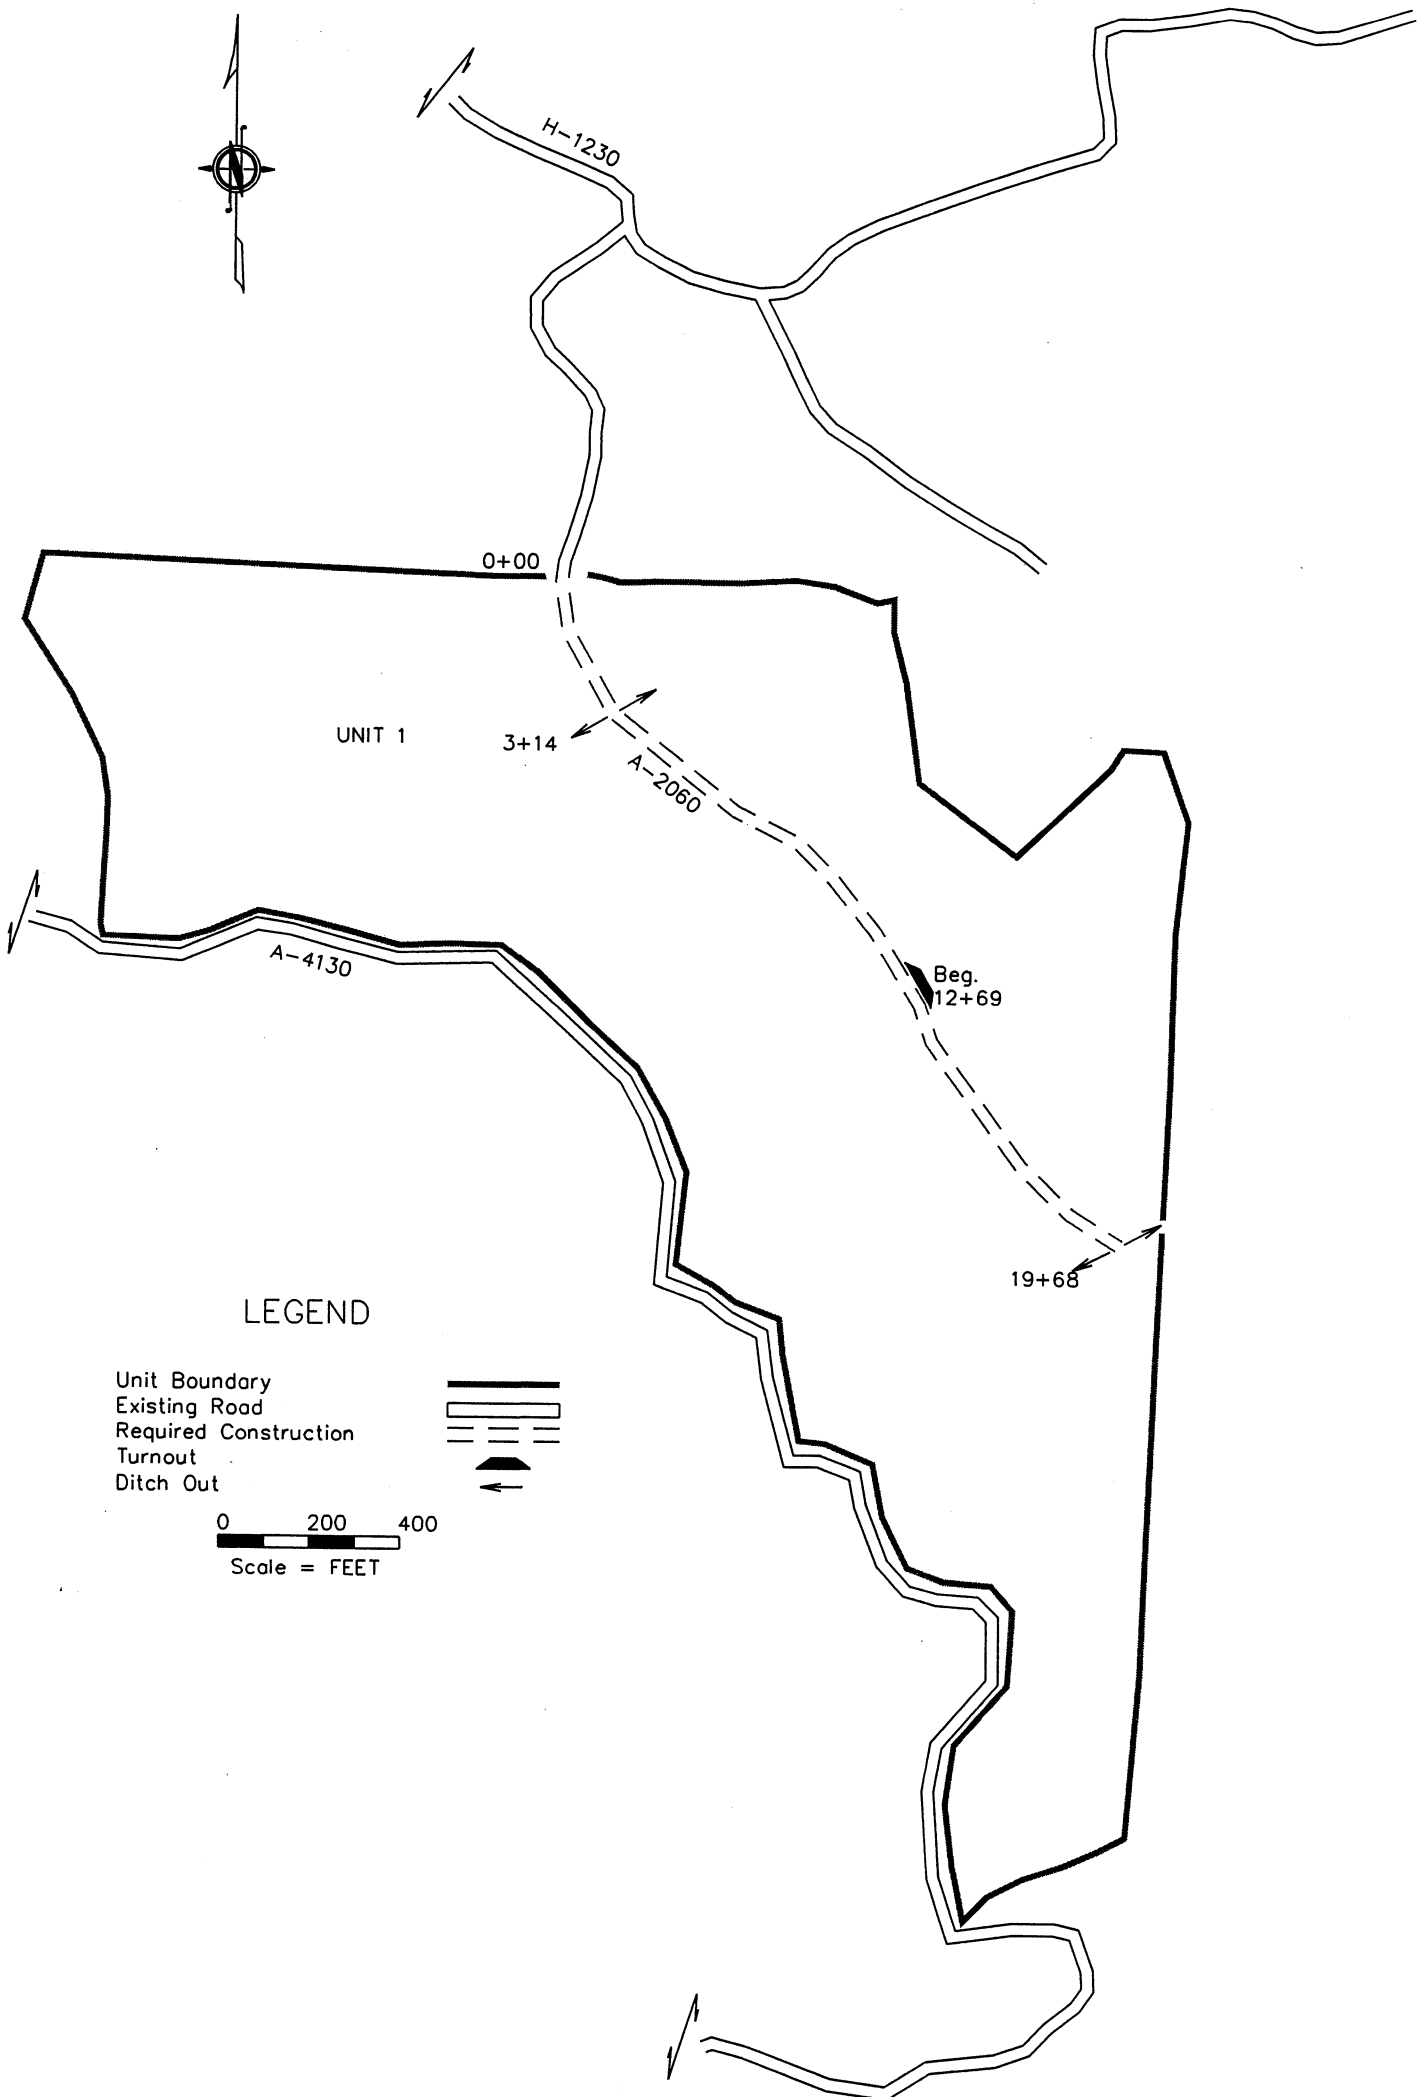 H-1230
0+00
UNIT 1
3+14
A-2060
A-4130
Beg.
12+69
19+68
LEGEND
Unit Boundary
Existing Road
Required Construction
Turnout
Ditch Out
0 200 400
Scale = FEET